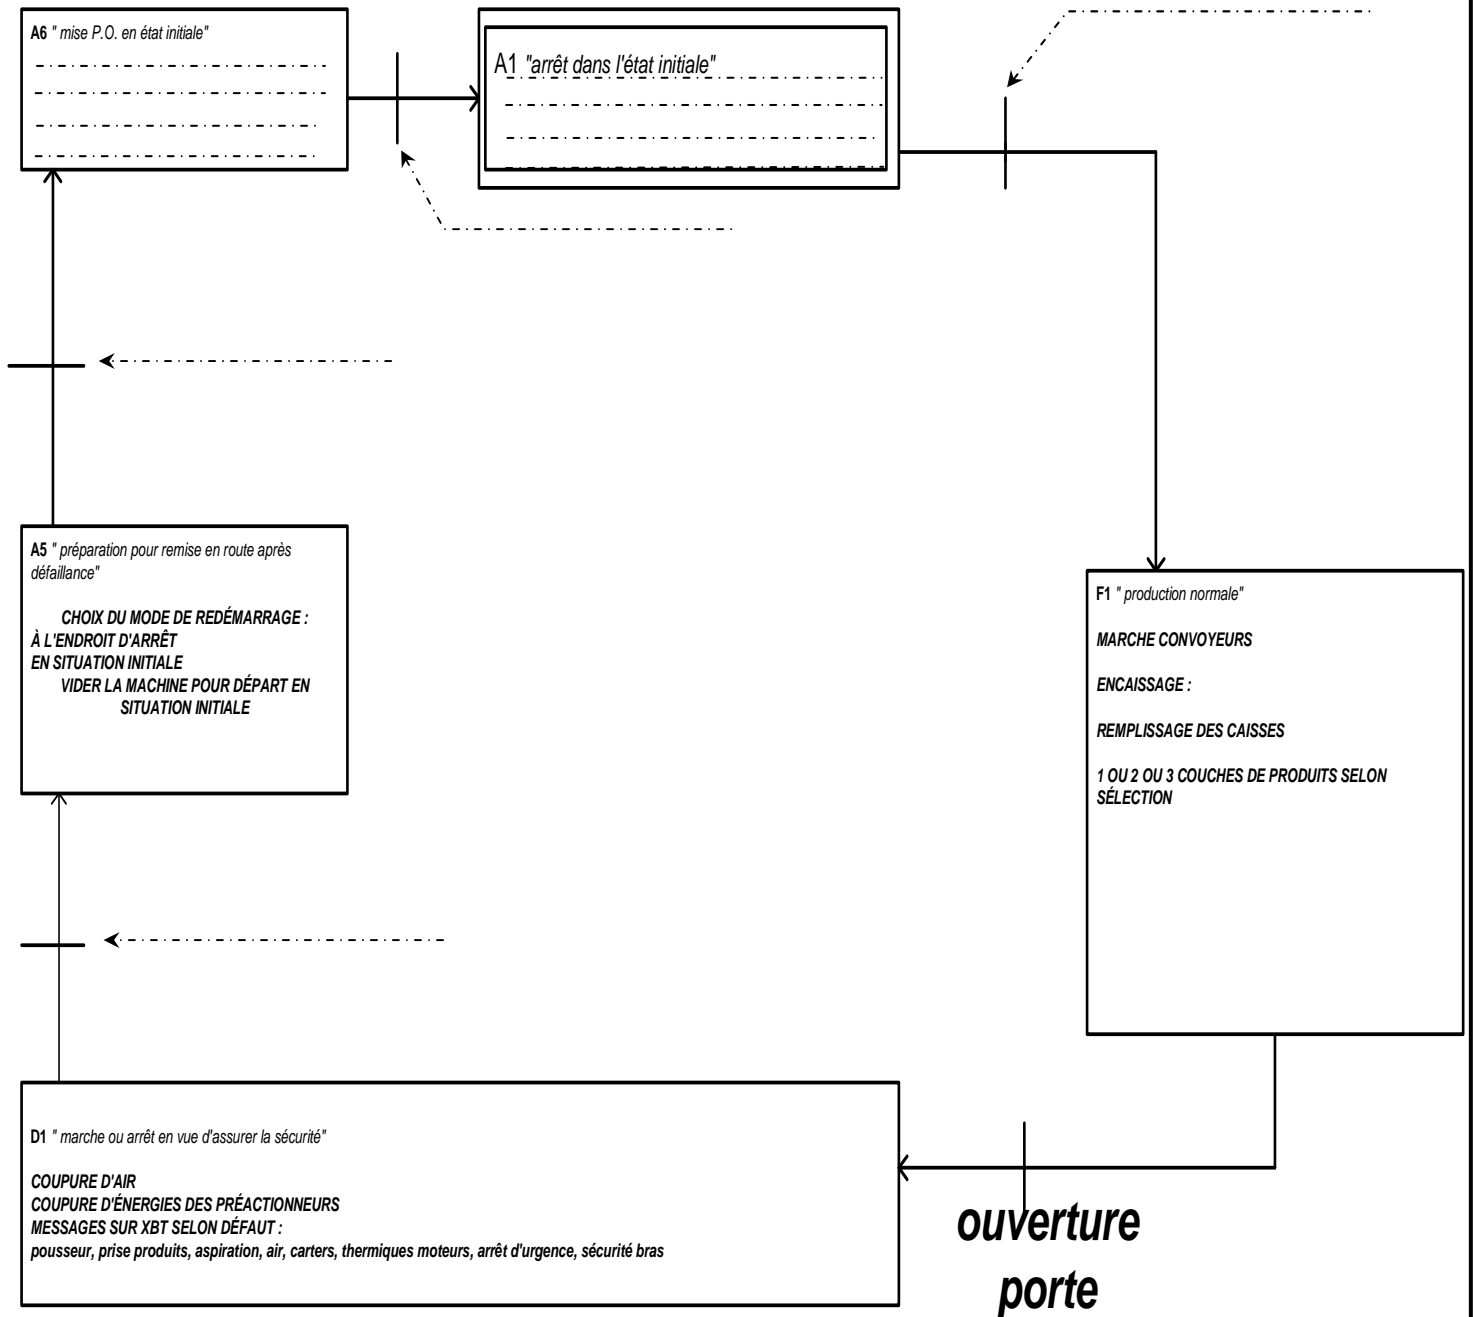 A6 " mise P.O. en état initiale"
A1 "arrêt dans l'état initiale"
A5 " préparation pour remise en route après
défaillance"
CHOIX DU MODE DE REDÉMARRAGE :
À L'ENDROIT D'ARRÊT
EN SITUATION INITIALE
VIDER LA MACHINE POUR DÉPART EN
SITUATION INITIALE
F1 " production normale"
MARCHE CONVOYEURS
ENCAISSAGE :
REMPLISSAGE DES CAISSES
1 OU 2 OU 3 COUCHES DE PRODUITS SELON
SÉLECTION
D1 " marche ou arrêt en vue d'assurer la sécurité"
COUPURE D'AIR
COUPURE D'ÉNERGIES DES PRÉACTIONNEURS
MESSAGES SUR XBT SELON DÉFAUT :
pousseur, prise produits, aspiration, air, carters, thermiques moteurs, arrêt d'urgence, sécurité bras
ouverture
porte